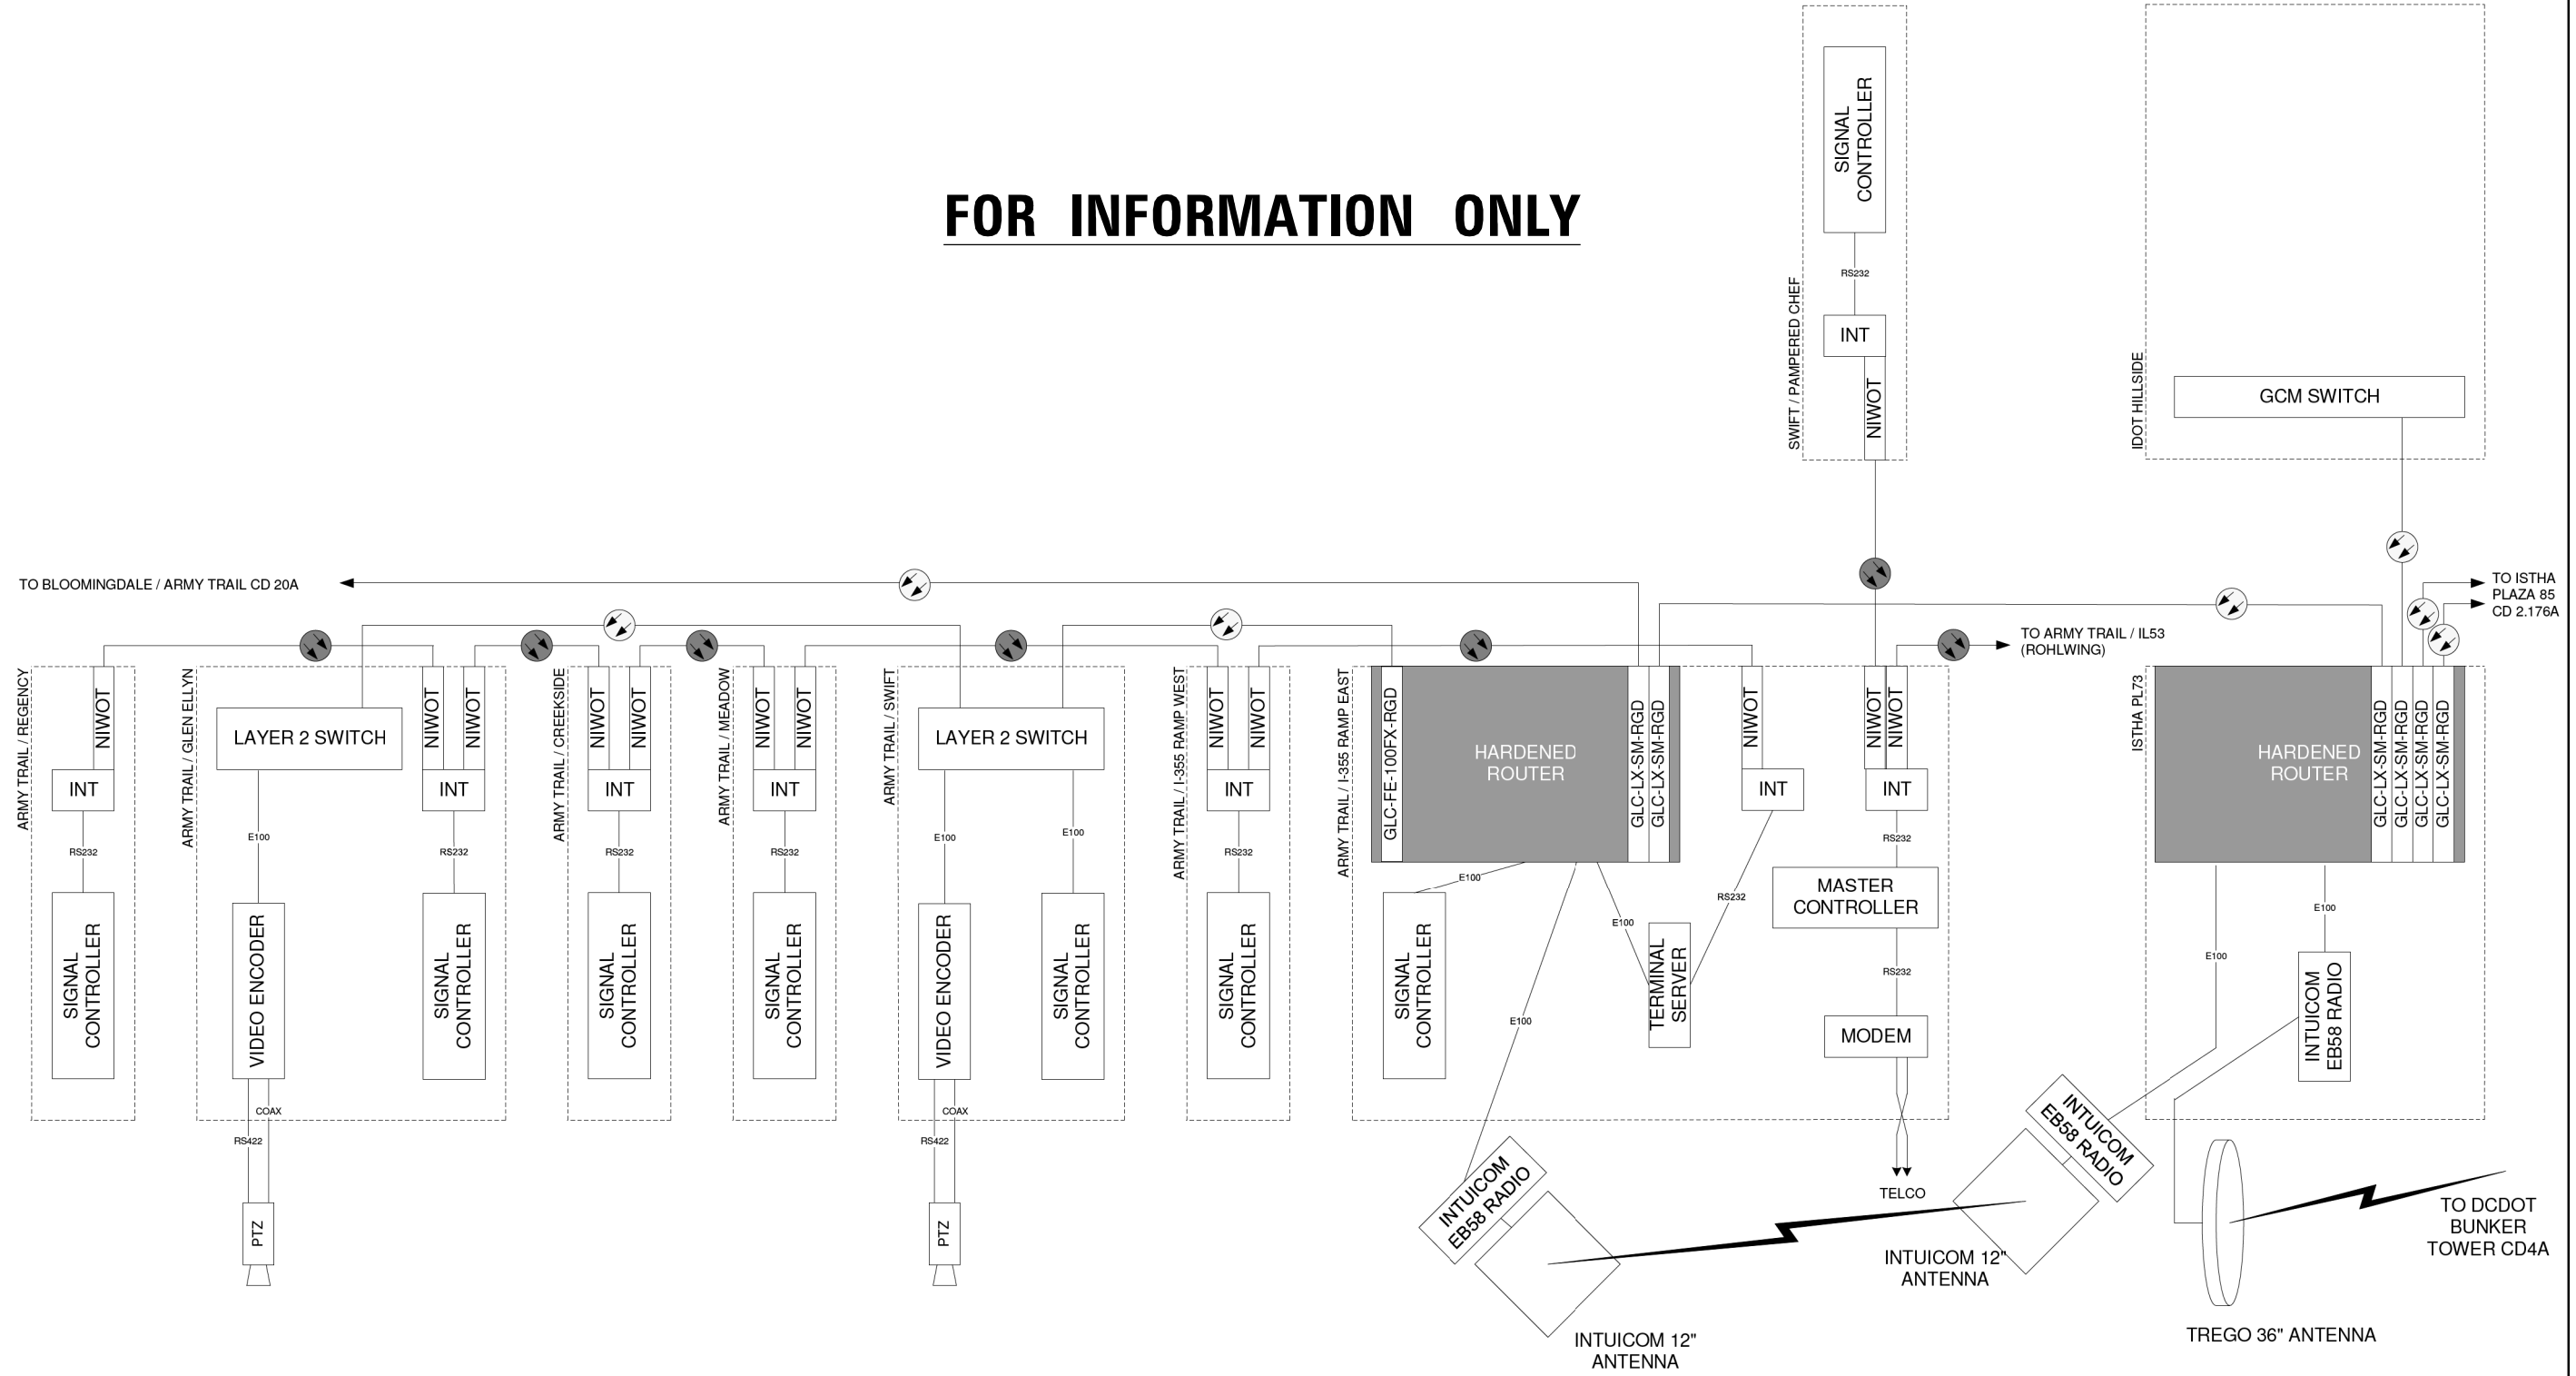 FOR INFORMATION ONLY
SWIFT / PAMPERED CHEF
SIGNAL
CONTROLLER
RS232
INT
NIWOT
IDOT HILLSIDE
GCM SWITCH
TO BLOOMINGDALE / ARMY TRAIL CD 20A
TO ISTHA
PLAZA 85
CD 2.176A
TO ARMY TRAIL / IL53
(ROHLWING)
ARMY TRAIL / REGENCY
NIWOT
INT
RS232
SIGNAL
CONTROLLER
ARMY TRAIL / GLEN ELLYN
LAYER 2 SWITCH
E100
VIDEO ENCODER
COAX
RS422
PTZ
NIWOT
NIWOT
INT
RS232
SIGNAL
CONTROLLER
ARMY TRAIL / CREEKSIDE
NIWOT
NIWOT
INT
RS232
SIGNAL
CONTROLLER
ARMY TRAIL / MEADOW
NIWOT
NIWOT
INT
RS232
SIGNAL
CONTROLLER
ARMY TRAIL / SWIFT
LAYER 2 SWITCH
E100
E100
VIDEO ENCODER
SIGNAL
CONTROLLER
COAX
RS422
PTZ
ARMY TRAIL / I-355 RAMP WEST
NIWOT
NIWOT
INT
RS232
SIGNAL
CONTROLLER
ARMY TRAIL / I-355 RAMP EAST
GLC-FE-100FX-RGD
HARDENED
ROUTER
GLC-LX-SM-RGD
GLC-LX-SM-RGD
E100
SIGNAL
CONTROLLER
E100
E100
TERMINAL
SERVER
RS232
NIWOT
INT
NIWOT
NIWOT
INT
RS232
MASTER
CONTROLLER
RS232
MODEM
TELCO
INTUICOM
EB58 RADIO
INTUICOM 12"
ANTENNA
INTUICOM
EB58 RADIO
INTUICOM 12"
ANTENNA
ISTHA PL73
HARDENED
ROUTER
GLC-LX-SM-RGD
GLC-LX-SM-RGD
GLC-LX-SM-RGD
GLC-LX-SM-RGD
E100
E100
INTUICOM
EB58 RADIO
TO DCDOT
BUNKER
TOWER CD4A
TREGO 36" ANTENNA